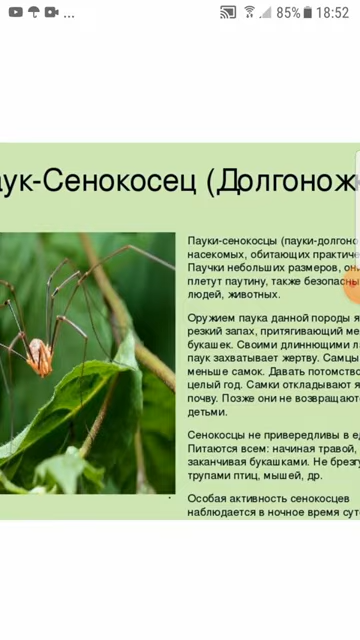 85% 18:52
аук-Сенокосец (Долгонож
Пауки-сенокосцы (пауки-долгоно
насекомых, обитающих практиче
Паучки небольших размеров, они
плетут паутину, также безопасны
людей, животных.
Оружием паука данной породы я
резкий запах, притягивающий ме
букашек. Своими длиннющими л
паук захватывает жертву. Самцы
меньше самок. Давать потомство
целый год. Самки откладывают я
почву. Позже они не возвращают
детьми.
Сенокосцы не привередливы в е
Питаются всем: начиная травой,
заканчивая букашками. Не брезгу
трупами птиц, мышей, др.
Особая активность сенокосцев
наблюдается в ночное время сут